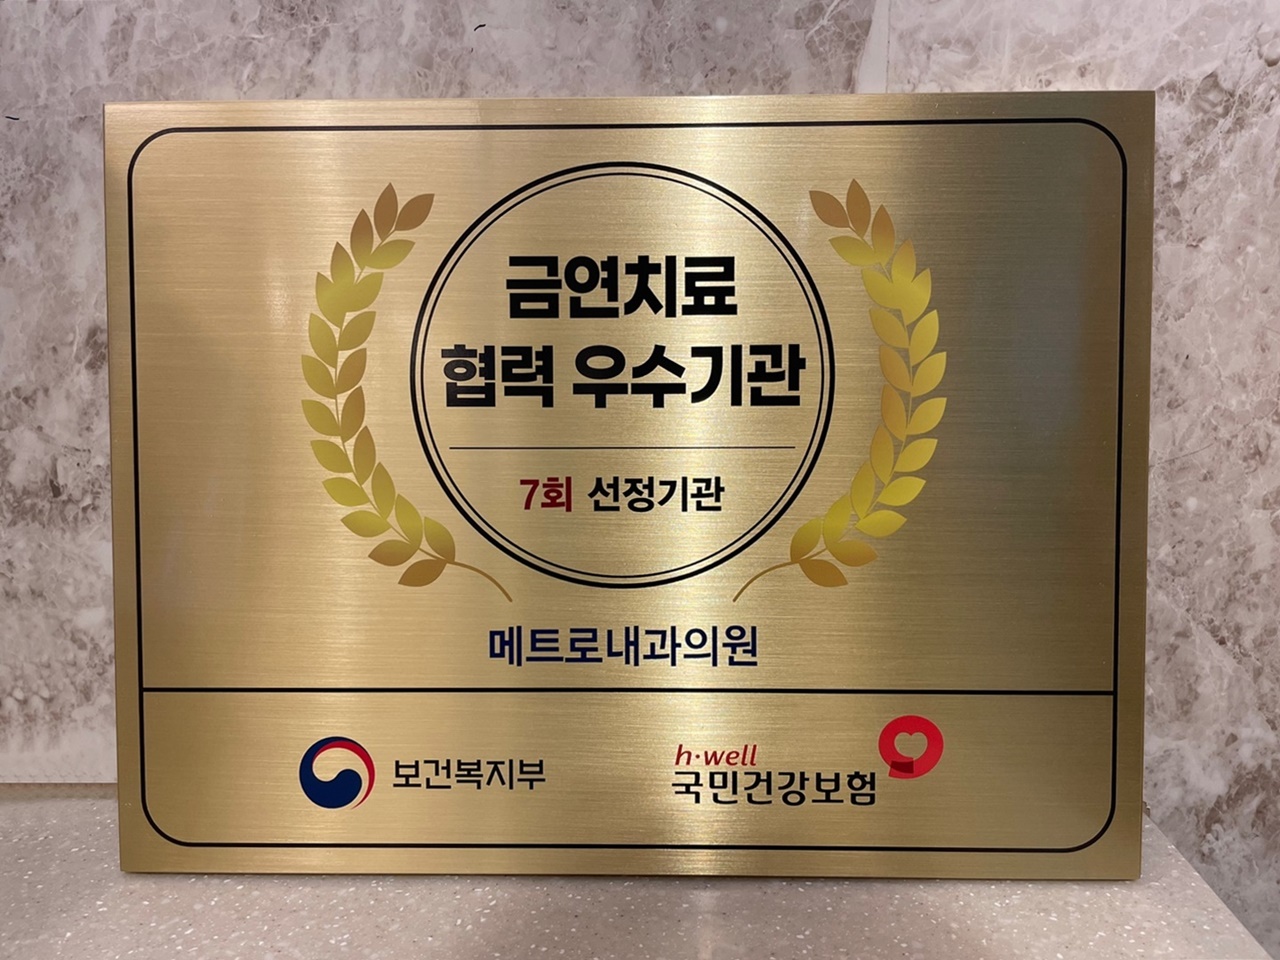 금연치료
협력 우수기관
7회 선정기관
메트로내과의원
보건복지부
h·well
국민건강보험